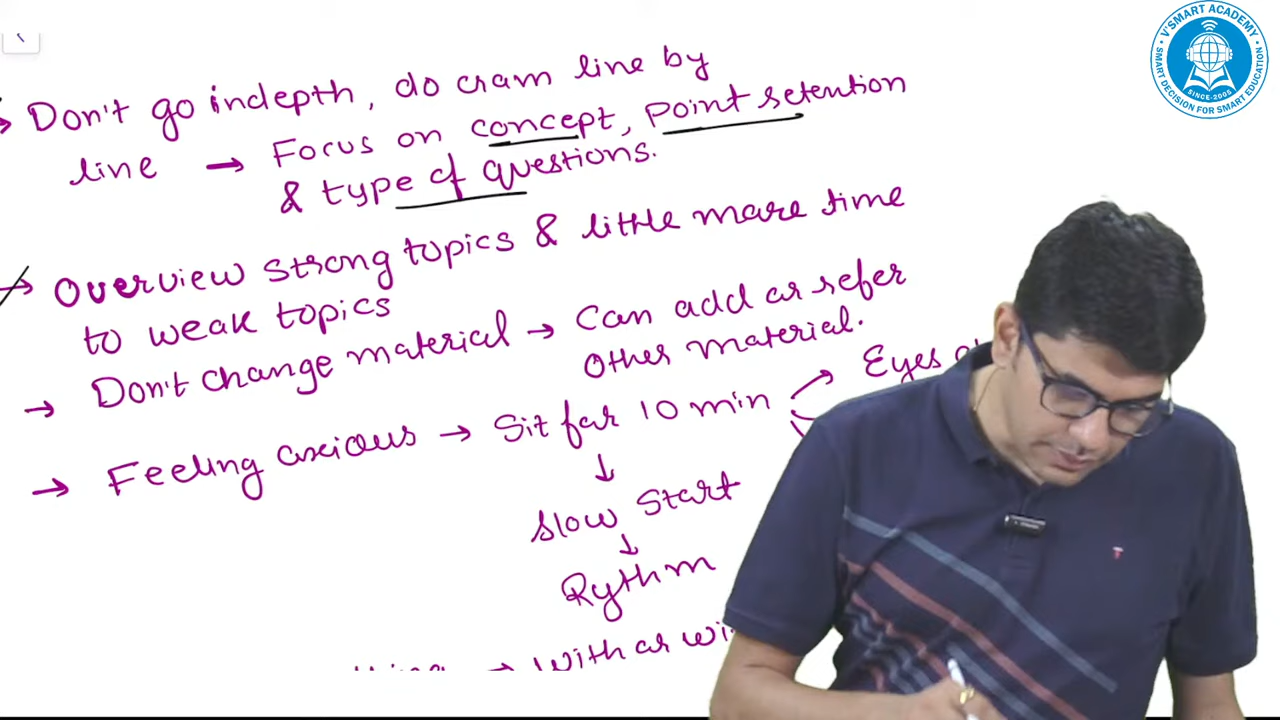 V'SMART ACADEMY
SMART DECISION FOR SMART EDUCATION
SINCE-2005
Don't go indepth, do cram line by
line → Focus on concept, point retention
& type of questions.
→ Overview strong topics & little more time
to weak topics
→ Don't change material → Can add or refer
Other material.
→ Feeling anxious → Sit for 10 min → Eyes
↓
Slow Start
↓
Rythm
→ With or